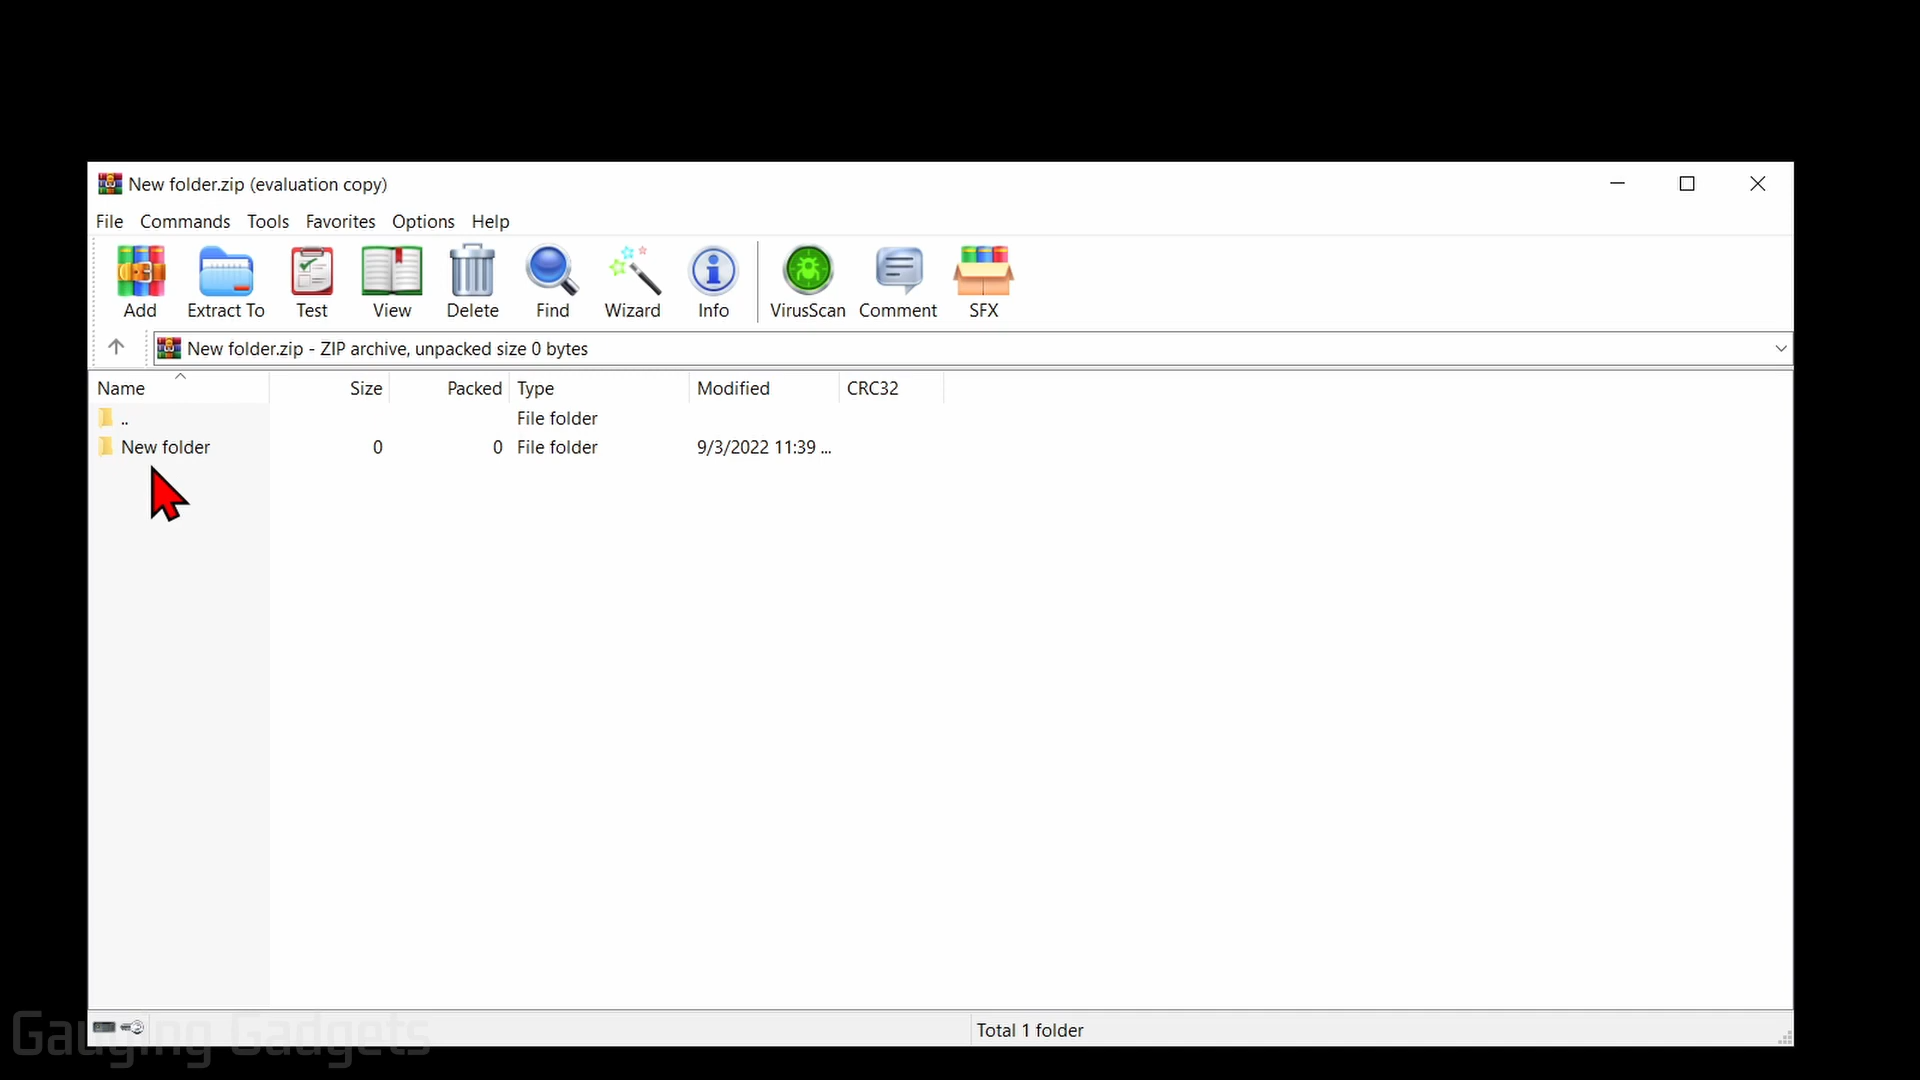 New folder.zip (evaluation copy)
File Commands Tools Favorites Options Help
Add Extract To Test View Delete Find Wizard Info VirusScan Comment SFX
New folder.zip - ZIP archive, unpacked size 0 bytes
Name Size Packed Type Modified CRC32
.. File folder
New folder 0 0 File folder 9/3/2022 11:39 ...
Gauging Gadgets
Total 1 folder